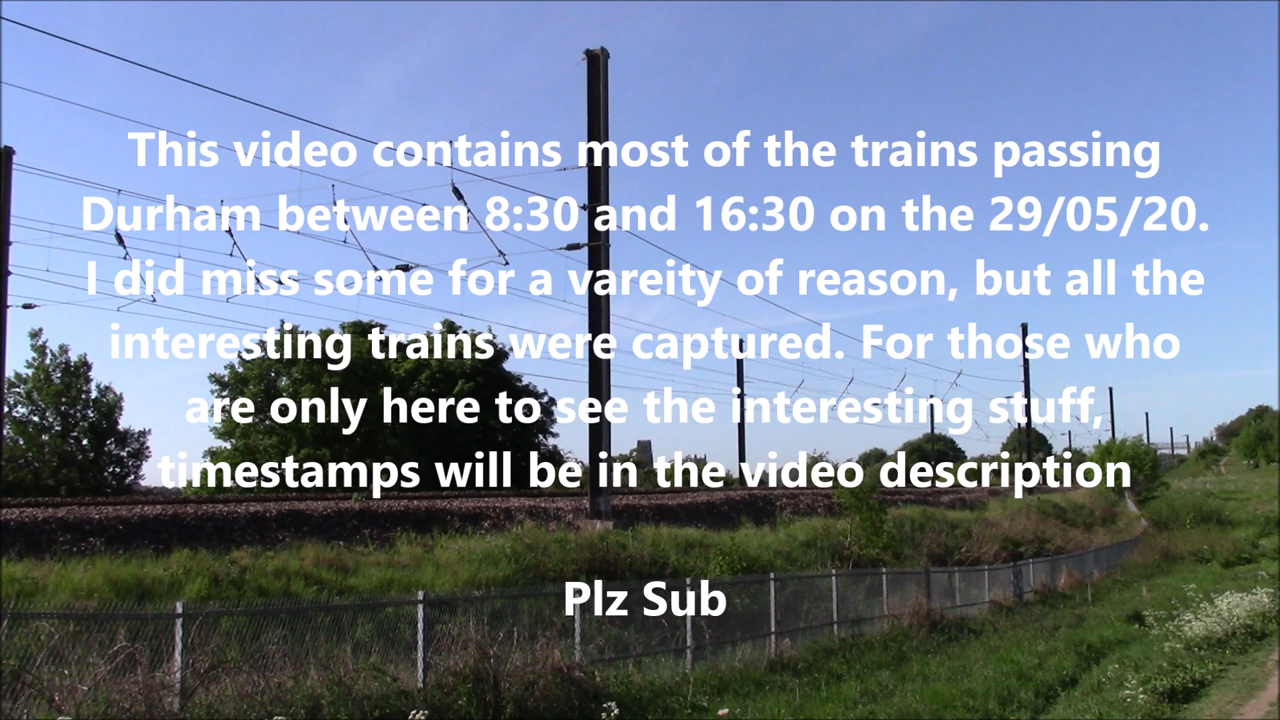 This video contains most of the trains passing
Durham between 8:30 and 16:30 on the 29/05/20.
I did miss some for a vareity of reason, but all the
interesting trains were captured. For those who
are only here to see the interesting stuff,
timestamps will be in the video description
Plz Sub